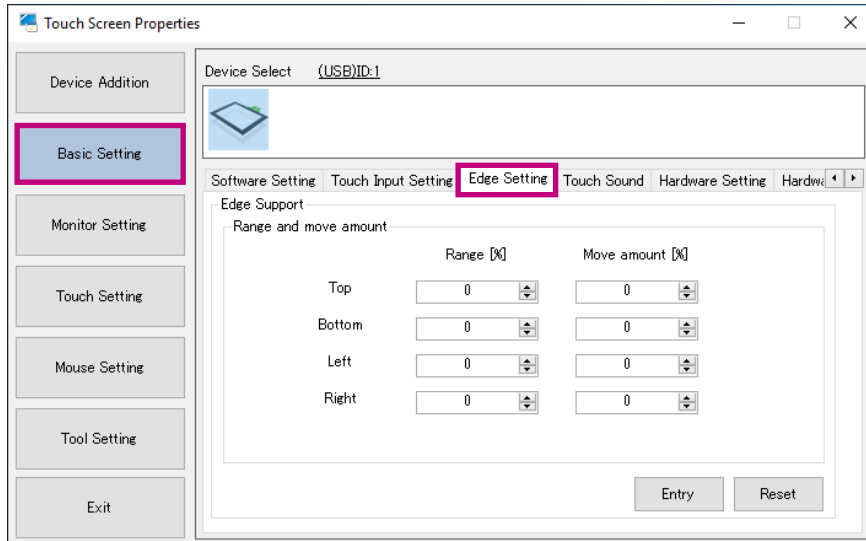 Touch Screen Properties
Device Addition
Basic Setting
Monitor Setting
Touch Setting
Mouse Setting
Tool Setting
Exit
Device Select (USB)ID:1
Software Setting Touch Input Setting Edge Setting Touch Sound Hardware Setting
Edge Support
Range and move amount
Range [%] Move amount [%]
Top 0 0
Bottom 0 0
Left 0 0
Right 0 0
Entry Reset